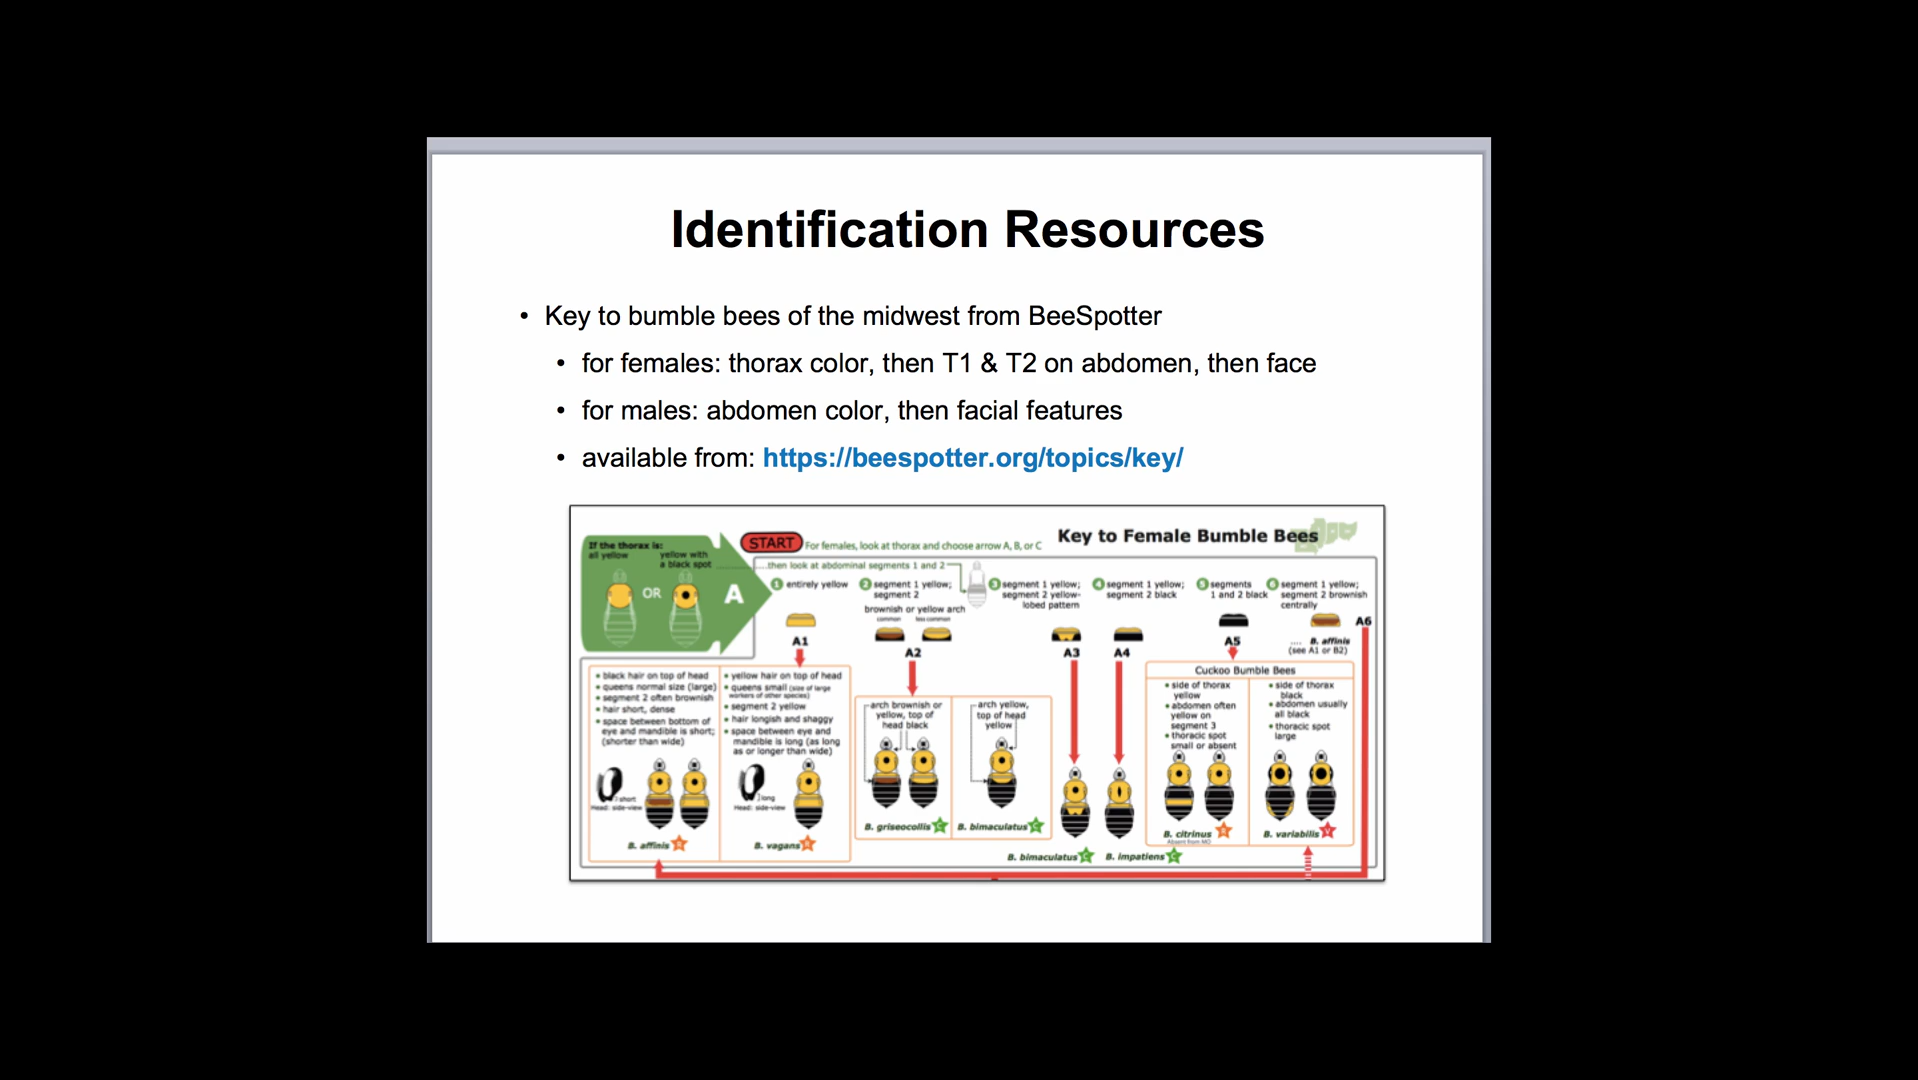 Identification Resources
• Key to bumble bees of the midwest from BeeSpotter
• for females: thorax color, then T1 & T2 on abdomen, then face
• for males: abdomen color, then facial features
• available from: https://beespotter.org/topics/key/
Key to Female Bumble Bees
START For females, look at thorax and choose arrow A, B, or C
If the thorax is:
all yellow
yellow with
a black spot
OR
A
then look at abdominal segments 1 and 2
1 entirely yellow
A1
2 segment 1 yellow;
segment 2
brownish or yellow arch
common
less common
A2
3 segment 1 yellow;
segment 2 yellow-
lobed pattern
A3
4 segment 1 yellow;
segment 2 black
A4
5 segments
1 and 2 black
A5
6 segment 1 yellow;
segment 2 brownish
centrally
A6
.... B. affinis
(see A1 or B2)
• black hair on top of head
• queens normal size (large)
• segment 2 often brownish
• hair short, dense
• space between bottom of
eye and mandible is short;
(shorter than wide)
short
Head: side-view
B. affinis R
• yellow hair on top of head
• queens small (size of large
workers of other species)
• segment 2 yellow
• hair longish and shaggy
• space between eye and
mandible is long (as long
as or longer than wide)
long
Head: side-view
B. vagans R
arch brownish or
yellow, top of
head black
B. griseocollis C
arch yellow,
top of head
yellow
B. bimaculatus C
B. bimaculatus C
B. impatiens C
Cuckoo Bumble Bees
• side of thorax
yellow
• abdomen often
yellow on
segment 3
• thoracic spot
small or absent
B. citrinus R
Absent from MO
• side of thorax
black
• abdomen usually
all black
• thoracic spot
large
B. variabilis V